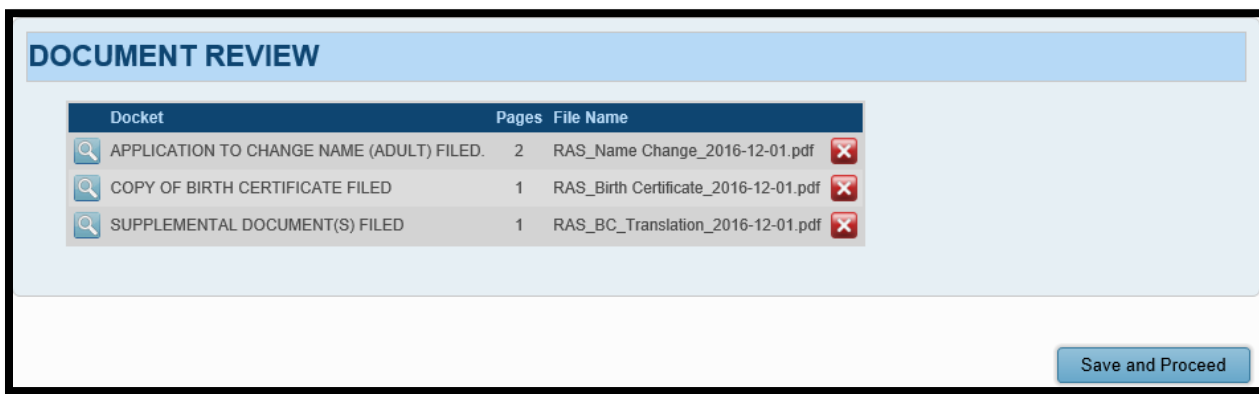 DOCUMENT REVIEW
Docket Pages File Name
APPLICATION TO CHANGE NAME (ADULT) FILED. 2 RAS_Name Change_2016-12-01.pdf
COPY OF BIRTH CERTIFICATE FILED 1 RAS_Birth Certificate_2016-12-01.pdf
SUPPLEMENTAL DOCUMENT(S) FILED 1 RAS_BC_Translation_2016-12-01.pdf
Save and Proceed